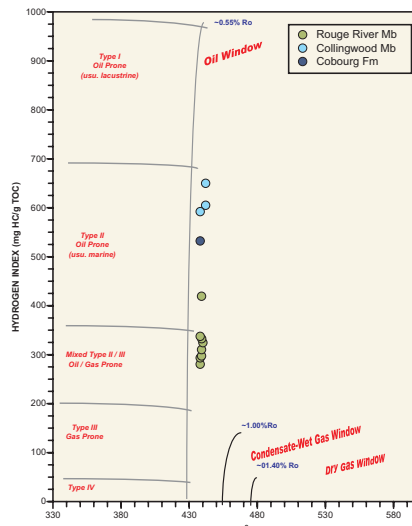 1000
900
800
700
600
500
400
300
200
100
0
HYDROGEN INDEX (mg HC/g TOC)
~0.55% Ro
Type I
Oil Prone
(usu. lacustrine)
Oil Window
Rouge River Mb
Collingwood Mb
Cobourg Fm
Type II
Oil Prone
(usu. marine)
Mixed Type II / III
Oil / Gas Prone
Type III
Gas Prone
Type IV
~1.00% Ro
Condensate-Wet Gas Window
~01.40% Ro
Dry Gas Window
330
380
430
480
530
580